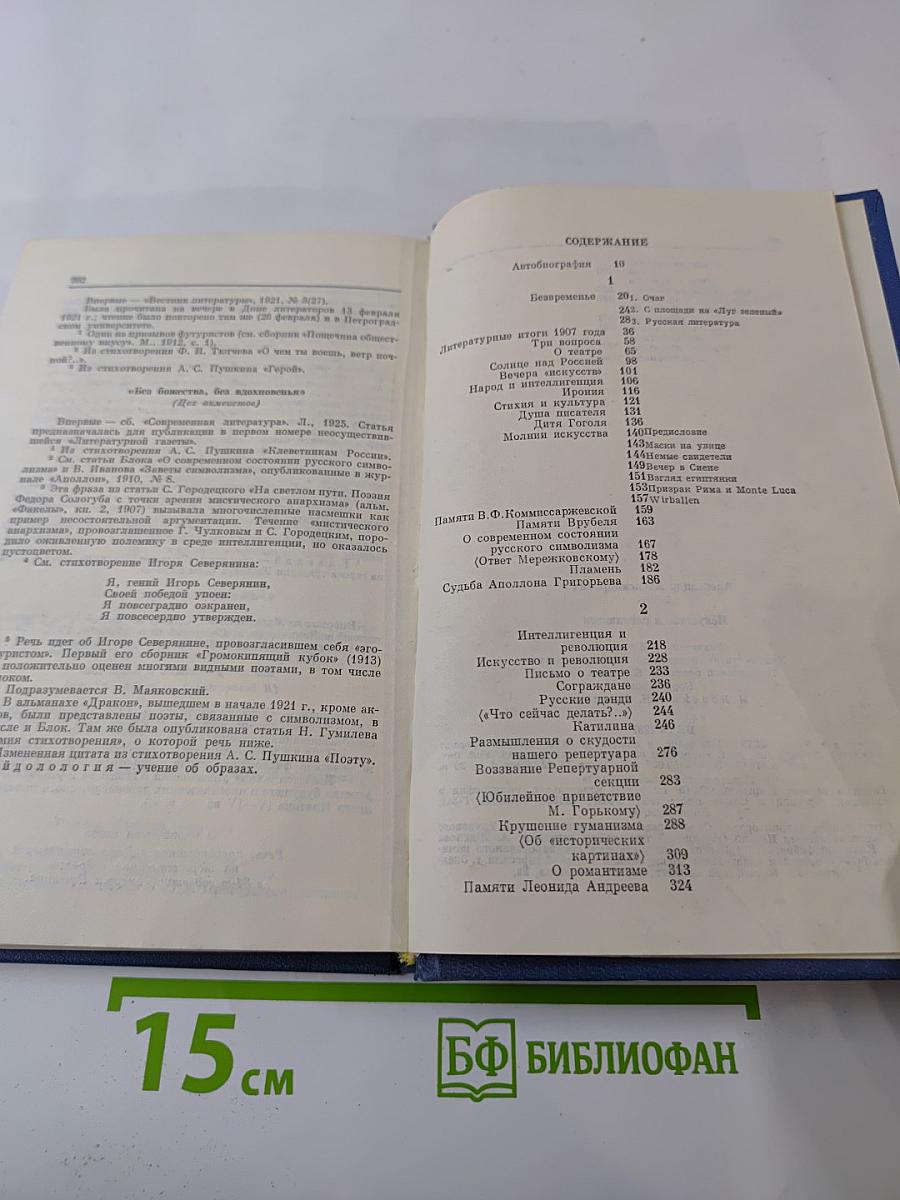 Впервые — «Вестник литературы», 1921, № 3(27).
Была прочитана на вечере в Доме литераторов 13 февраля
1921 г.; чтение было повторено там же (26 февраля) и в Петроград-
ском университете.
² Один из призывов футуристов (см. сборник «Пощечина общест-
венному вкусу». М., 1912, с. 1).
³ Из стихотворения Ф. И. Тютчева «О чем ты воешь, ветр ноч-
ной?..».
Из стихотворения А. С. Пушкина «Герой».
«Без божества, без вдохновенья»
(Цех акмеистов)
Впервые — сб. «Современная литература». Л., 1925. Статья
предназначалась для публикации в первом номере неосуществив-
шейся «Литературной газеты».
¹ Из стихотворения А. С. Пушкина «Клеветникам России».
² См. статьи Блока «О современном состоянии русского симво-
лизма» и В. Иванова «Заветы символизма», опубликованные в жур-
нале «Аполлон», 1910, № 8.
³ Эта фраза из статьи С. Городецкого «На светлом пути. Поэзия
Федора Сологуба с точки зрения мистического анархизма» (альм.
«Факелы», кн. 2, 1907) вызывала многочисленные насмешки как
пример несостоятельной аргументации. Течение «мистического
анархизма», провозглашенное Г. Чулковым и С. Городецким, поро-
дило оживленную полемику в среде интеллигенции, но оказалось
пустоцветом.
⁴ См. стихотворение Игоря Северянина:
Я, гений Игорь Северянин,
Своей победой упоен:
Я повсеградно оэкранен,
Я повсесердно утвержден.
⁵ Речь идет об Игоре Северянине, провозгласившем себя «эго-
уристом». Первый его сборник «Громокипящий кубок» (1913)
положительно оценен многими видными поэтами, в том числе
оком.
Подразумевается В. Маяковский.
В альманахе «Дракон», вышедшем в начале 1921 г., кроме ак-
ов, были представлены поэты, связанные с символизмом, в
сле и Блок. Там же была опубликована статья Н. Гумилева
мия стихотворения», о которой речь ниже.
Измененная цитата из стихотворения А. С. Пушкина «Поэту».
йдолология — учение об образах.
СОДЕРЖАНИЕ
Автобиография 10
1
Безвременье 20 1. Очаг
24 2. С площади на «Луг зеленый»
28 3. Русская литература
Литературные итоги 1907 года 36
Три вопроса 58
О театре 65
Солнце над Россией 98
Вечера «искусств» 101
Народ и интеллигенция 106
Ирония 116
Стихия и культура 121
Душа писателя 131
Дитя Гоголя 136
Молнии искусства 140 Предисловие
143 Маски на улице
144 Немые свидетели
149 Вечер в Сиене
151 Взгляд египтянки
153 Призрак Рима и Monte Luca
157 Wirballen
Памяти В.Ф.Коммиссаржевской 159
Памяти Врубеля 163
О современном состоянии
русского символизма 167
⟨Ответ Мережковскому⟩ 178
Пламень 182
Судьба Аполлона Григорьева 186
2
Интеллигенция и
революция 218
Искусство и революция 228
Письмо о театре 233
Сограждане 236
Русские дэнди 240
⟨«Что сейчас делать?..»⟩ 244
Катилина 246
Размышления о скудости
нашего репертуара 276
Воззвание Репертуарной
секции 283
⟨Юбилейное приветствие
М. Горькому⟩ 287
Крушение гуманизма 288
⟨Об «исторических
картинах»⟩ 309
О романтизме 313
Памяти Леонида Андреева 324
15 см
БФ БИБЛИОФАН